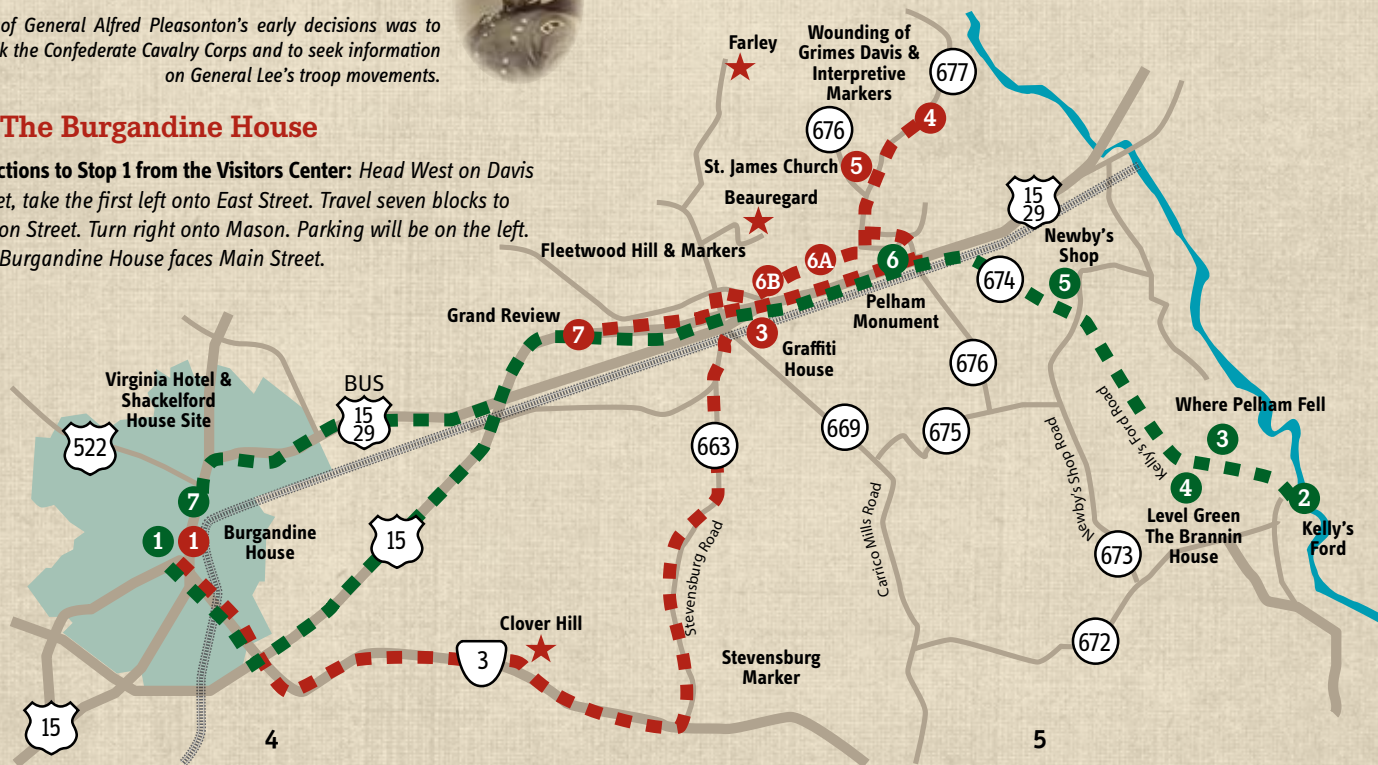 of General Alfred Pleasonton's early decisions was to
k the Confederate Cavalry Corps and to seek information
on General Lee's troop movements.
The Burgandine House
ctions to Stop 1 from the Visitors Center: Head West on Davis
et, take the first left onto East Street. Travel seven blocks to
on Street. Turn right onto Mason. Parking will be on the left.
Burgandine House faces Main Street.
Farley
Wounding of
Grimes Davis &
Interpretive
Markers
677
4
676
St. James Church
5
Beauregard
15
29
Newby's
Shop
Fleetwood Hill & Markers
6A
6
6B
674
5
Pelham
Monument
Grand Review
7
3
Graffiti
House
676
Virginia Hotel &
Shackelford
House Site
BUS
15
29
522
Where Pelham Fell
Kelly's Ford Road
663
669
675
3
Newby's Shop Road
4
2
7
Level Green
The Brannin
House
Kelly's
Ford
1
1
Burgandine
House
15
Carrico Mills Road
673
Stevensburg Road
Clover Hill
3
672
Stevensburg
Marker
15
4
5